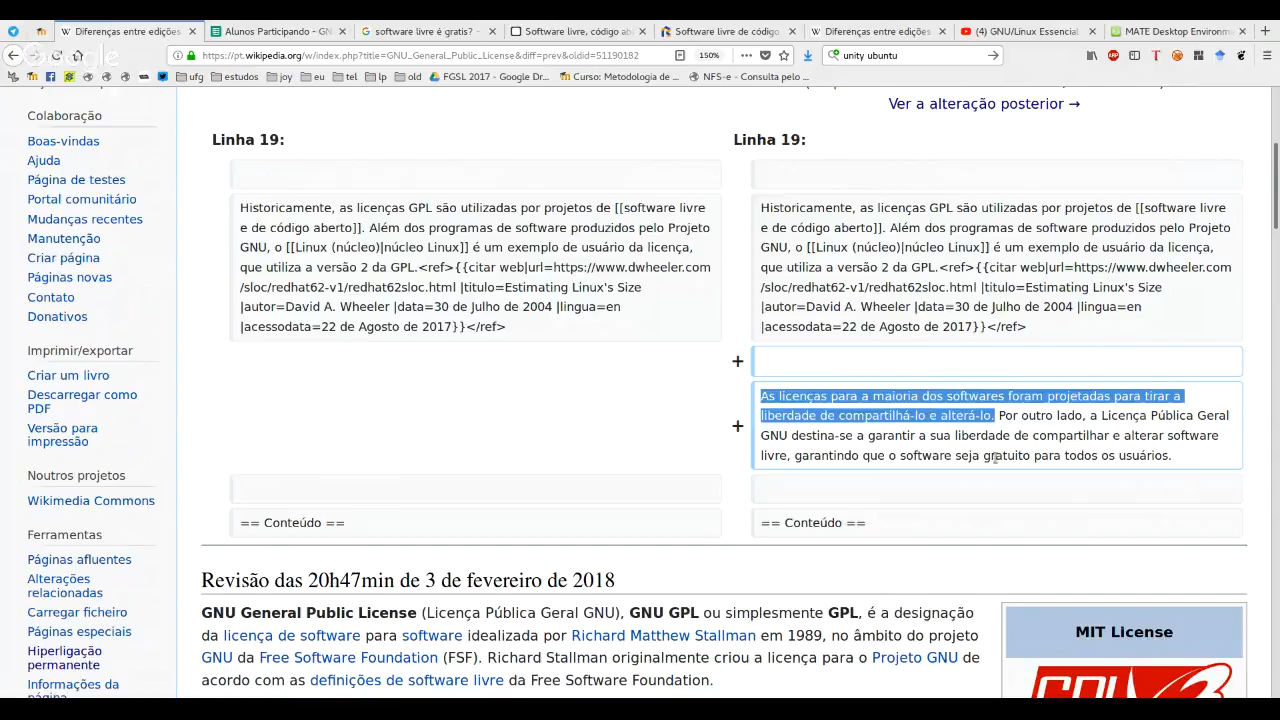 Diferenças entre edições
Alunos Participando - GN
software livre é gratis? -
Software livre, código ab
Software livre de código
Diferenças entre edições
(4) GNU/Linux Essencial
MATE Desktop Environm
Google
https://pt.wikipedia.org/w/index.php?title=GNU_General_Public_License&diff=prev&oldid=51190182
150%
unity ubuntu
ufg
estudos
jaj
eu
tel
lp
old
FGSL 2017 - Google Dr...
Curso: Metodologia de ...
NFS-e - Consulta pelo ...
Ver a alteração posterior →
Colaboração
Boas-vindas
Ajuda
Página de testes
Portal comunitário
Mudanças recentes
Manutenção
Criar página
Páginas novas
Contato
Donativos
Imprimir/exportar
Criar um livro
Descarregar como
PDF
Versão para
impressão
Noutros projetos
Wikimedia Commons
Ferramentas
Páginas afluentes
Alterações
relacionadas
Carregar ficheiro
Páginas especiais
Hiperligação
permanente
Informações da
Linha 19:
Historicamente, as licenças GPL são utilizadas por projetos de [[software livre
e de código aberto]]. Além dos programas de software produzidos pelo Projeto
GNU, o [[Linux (núcleo)|núcleo Linux]] é um exemplo de usuário da licença,
que utiliza a versão 2 da GPL.<ref>{{citar web|url=https://www.dwheeler.com
/sloc/redhat62-v1/redhat62sloc.html |titulo=Estimating Linux's Size
|autor=David A. Wheeler |data=30 de Julho de 2004 |lingua=en
|acessodata=22 de Agosto de 2017}}</ref>
== Conteúdo ==
Linha 19:
Historicamente, as licenças GPL são utilizadas por projetos de [[software livre
e de código aberto]]. Além dos programas de software produzidos pelo Projeto
GNU, o [[Linux (núcleo)|núcleo Linux]] é um exemplo de usuário da licença,
que utiliza a versão 2 da GPL.<ref>{{citar web|url=https://www.dwheeler.com
/sloc/redhat62-v1/redhat62sloc.html |titulo=Estimating Linux's Size
|autor=David A. Wheeler |data=30 de Julho de 2004 |lingua=en
|acessodata=22 de Agosto de 2017}}</ref>
+
+
As licenças para a maioria dos softwares foram projetadas para tirar a
liberdade de compartilhá-lo e alterá-lo. Por outro lado, a Licença Pública Geral
GNU destina-se a garantir a sua liberdade de compartilhar e alterar software
livre, garantindo que o software seja gratuito para todos os usuários.
== Conteúdo ==
Revisão das 20h47min de 3 de fevereiro de 2018
GNU General Public License (Licença Pública Geral GNU), GNU GPL ou simplesmente GPL, é a designação
da licença de software para software idealizada por Richard Matthew Stallman em 1989, no âmbito do projeto
GNU da Free Software Foundation (FSF). Richard Stallman originalmente criou a licença para o Projeto GNU de
acordo com as definições de software livre da Free Software Foundation.
MIT License